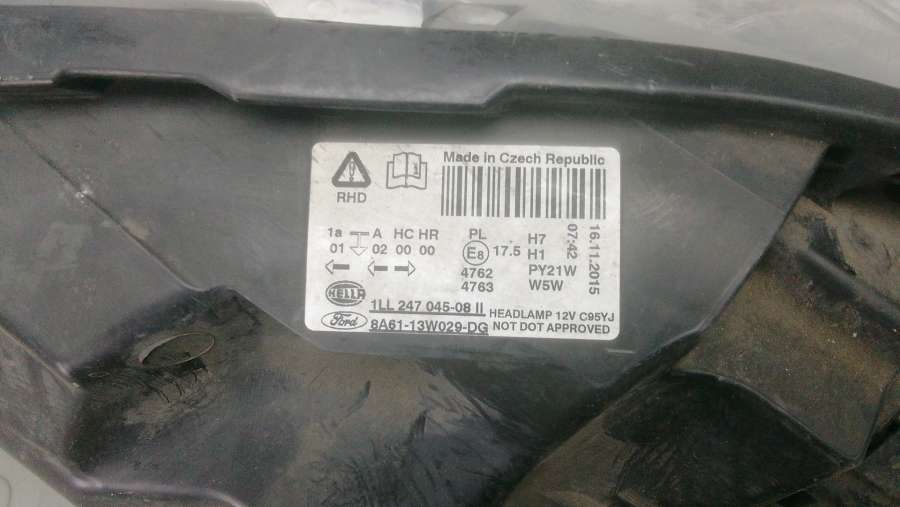 Made in Czech Republic
RHD
16.11.2015
07:42
1a A HC HR
01 02 00 00
PL
E8 17.5
4762
4763
H7
H1
PY21W
W5W
HELLA 1LL 247 045-08 II
Ford 8A61-13W029-DG
HEADLAMP 12V C95YJ
NOT DOT APPROVED